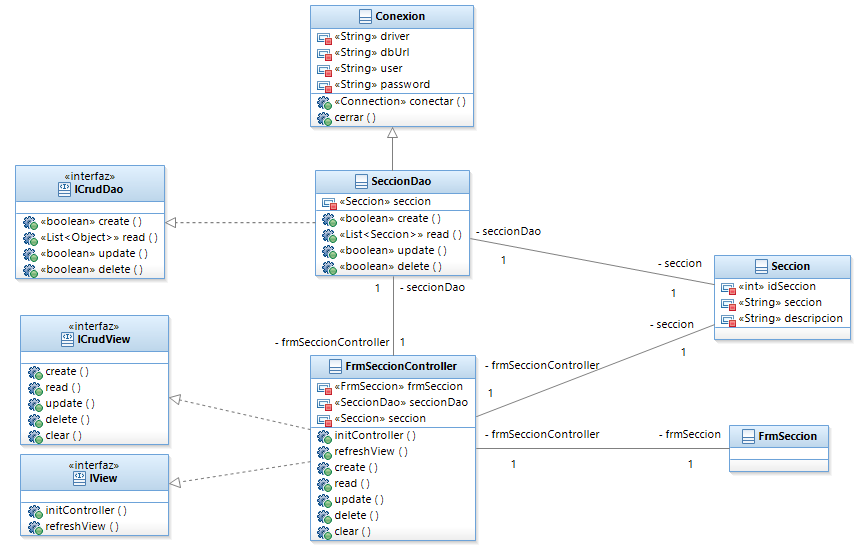 Conexion
«String» driver
«String» dbUrl
«String» user
«String» password
«Connection» conectar ( )
cerrar ( )
«interfaz»
ICrudDao
«boolean» create ( )
«List<Object>» read ( )
«boolean» update ( )
«boolean» delete ( )
SeccionDao
«Seccion» seccion
«boolean» create ( )
«List<Seccion>» read ( )
«boolean» update ( )
«boolean» delete ( )
- seccionDao
1
- seccion
1
Seccion
«int» idSeccion
«String» seccion
«String» descripcion
1
- seccionDao
- frmSeccionController
1
- seccion
1
- frmSeccionController
1
«interfaz»
ICrudView
create ( )
read ( )
update ( )
delete ( )
clear ( )
FrmSeccionController
«FrmSeccion» frmSeccion
«SeccionDao» seccionDao
«Seccion» seccion
initController ( )
refreshView ( )
create ( )
read ( )
update ( )
delete ( )
clear ( )
- frmSeccionController
1
- frmSeccion
1
FrmSeccion
«interfaz»
IView
initController ( )
refreshView ( )